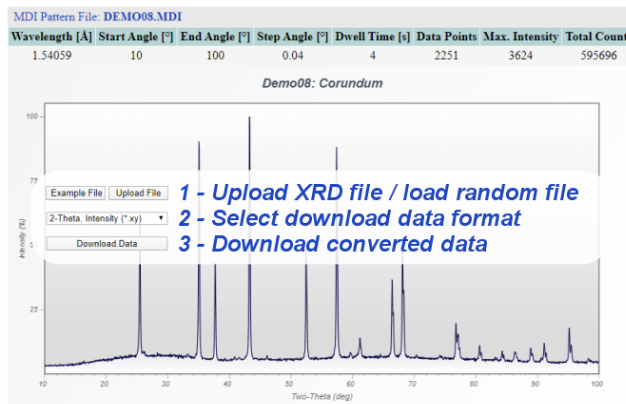 MDI Pattern File: DEMO08.MDI
Wavelength [Å] Start Angle [°] End Angle [°] Step Angle [°] Dwell Time [s] Data Points Max. Intensity Total Count
1.54059 10 100 0.04 4 2251 3624 595696
Demo08: Corundum
100
75
Example File Upload File 1 - Upload XRD file / load random file
2-Theta, Intensity (*.xy) 2 - Select download data format
Download Data 3 - Download converted data
Intensity (%)
25
10 20 30 40 50 60 70 80 90 100
Two-Theta (deg)